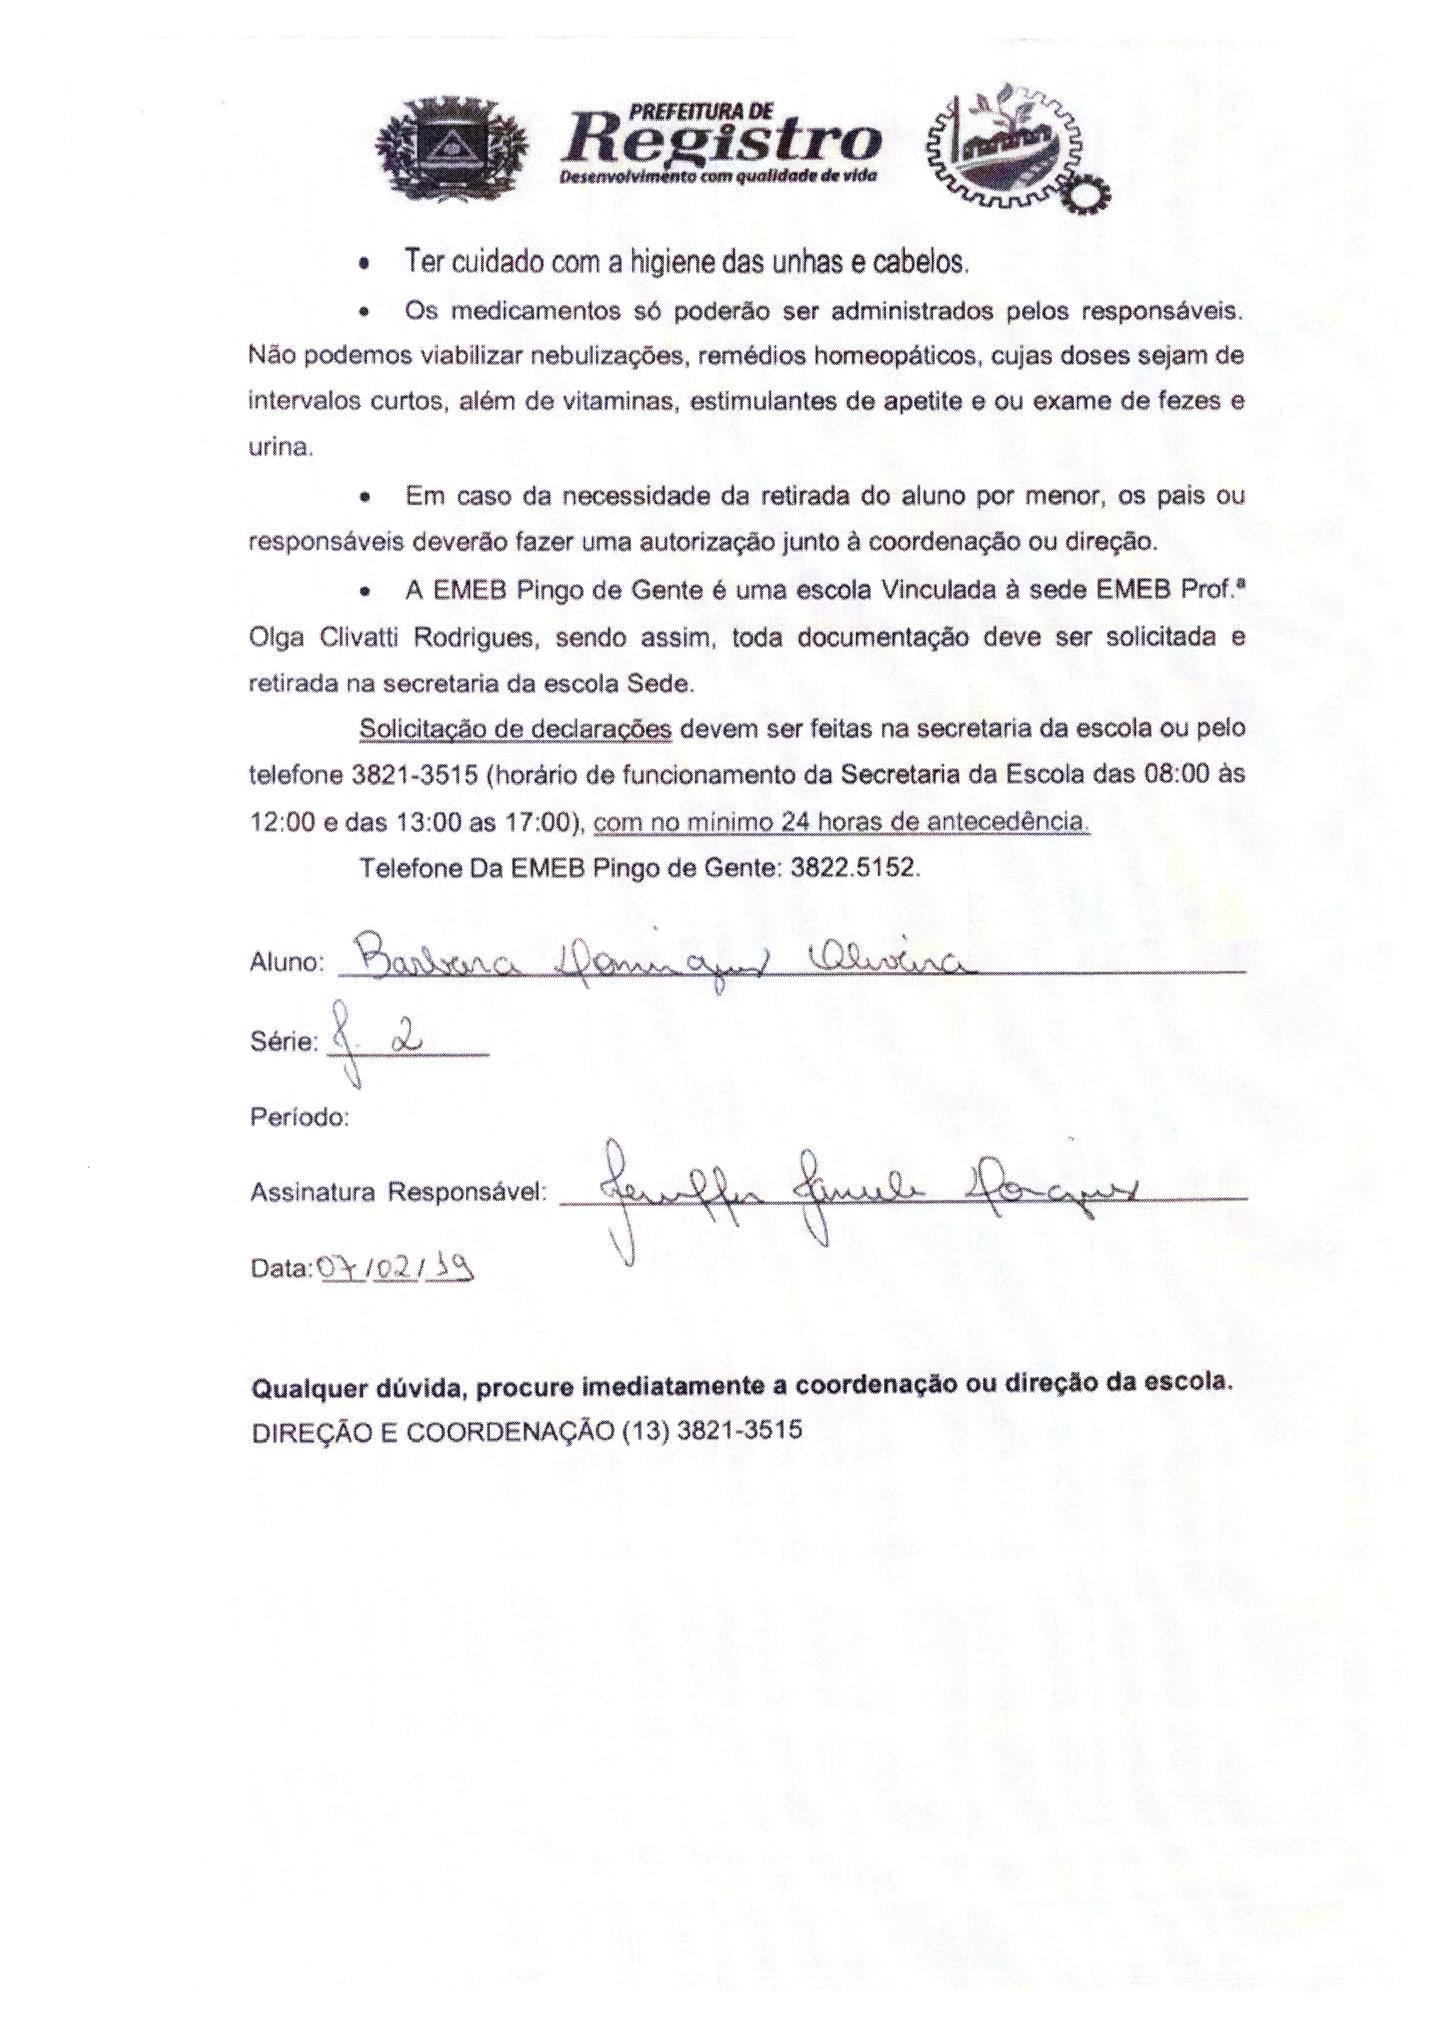 PREFEITURA DE
Registro
Desenvolvimento com qualidade de vida
• Ter cuidado com a higiene das unhas e cabelos.
• Os medicamentos só poderão ser administrados pelos responsáveis.
Não podemos viabilizar nebulizações, remédios homeopáticos, cujas doses sejam de
intervalos curtos, além de vitaminas, estimulantes de apetite e ou exame de fezes e
urina.
• Em caso da necessidade da retirada do aluno por menor, os pais ou
responsáveis deverão fazer uma autorização junto à coordenação ou direção.
• A EMEB Pingo de Gente é uma escola Vinculada à sede EMEB Prof.ª
Olga Clivatti Rodrigues, sendo assim, toda documentação deve ser solicitada e
retirada na secretaria da escola Sede.
Solicitação de declarações devem ser feitas na secretaria da escola ou pelo
telefone 3821-3515 (horário de funcionamento da Secretaria da Escola das 08:00 às
12:00 e das 13:00 as 17:00), com no mínimo 24 horas de antecedência.
Telefone Da EMEB Pingo de Gente: 3822.5152.
Aluno: Barbara Oliveira
Série: 2
Período:
Assinatura Responsável:
Data: 07/02/19
Qualquer dúvida, procure imediatamente a coordenação ou direção da escola.
DIREÇÃO E COORDENAÇÃO (13) 3821-3515